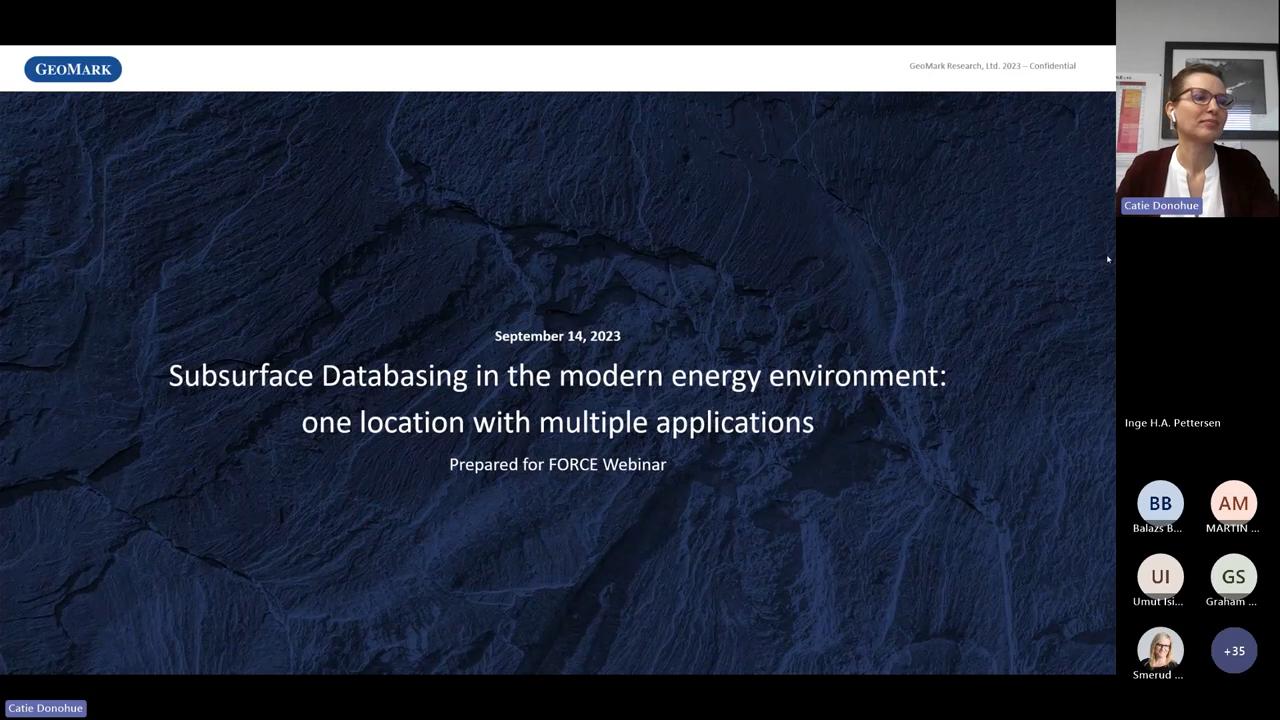 GEOMARK
GeoMark Research, Ltd. 2023 – Confidential
September 14, 2023
Subsurface Databasing in the modern energy environment:
one location with multiple applications
Prepared for FORCE Webinar
Catie Donohue
Inge H.A. Pettersen
BB
AM
Balazs B...
MARTIN ...
UI
GS
Umut Isi...
Graham ...
+35
Smerud ...
Catie Donohue